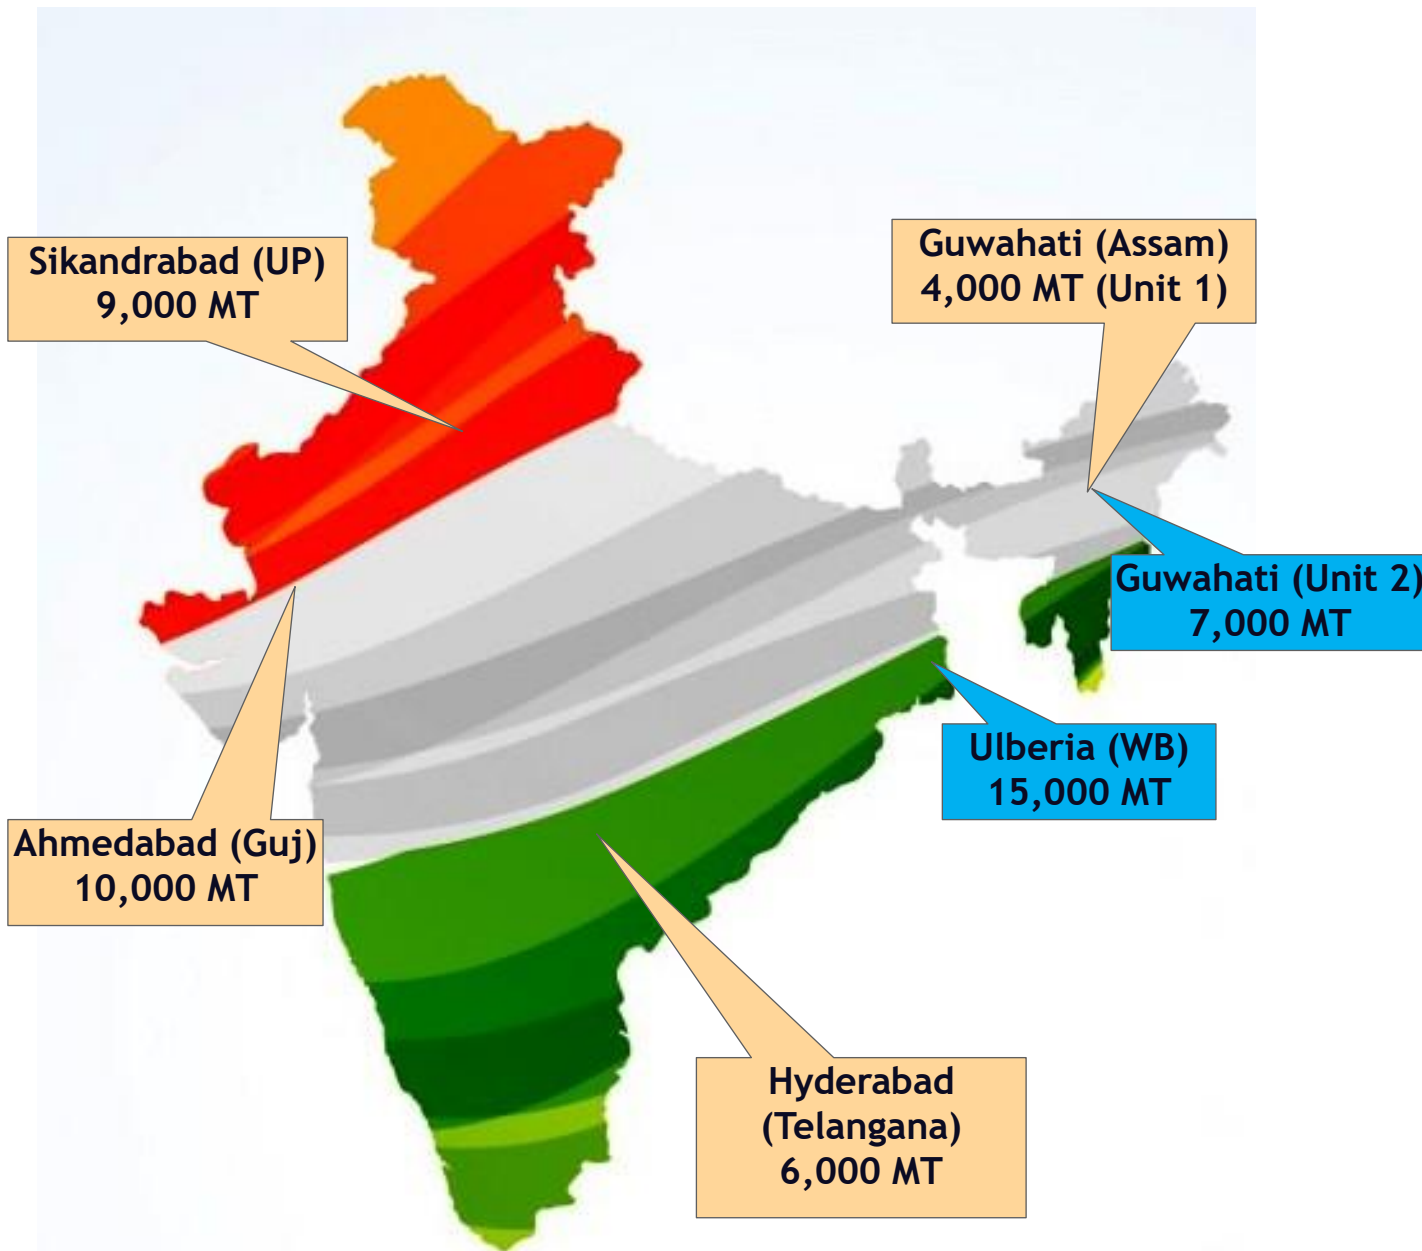 Sikandrabad (UP)
9,000 MT
Guwahati (Assam)
4,000 MT (Unit 1)
Guwahati (Unit 2)
7,000 MT
Ulberia (WB)
15,000 MT
Ahmedabad (Guj)
10,000 MT
Hyderabad
(Telangana)
6,000 MT